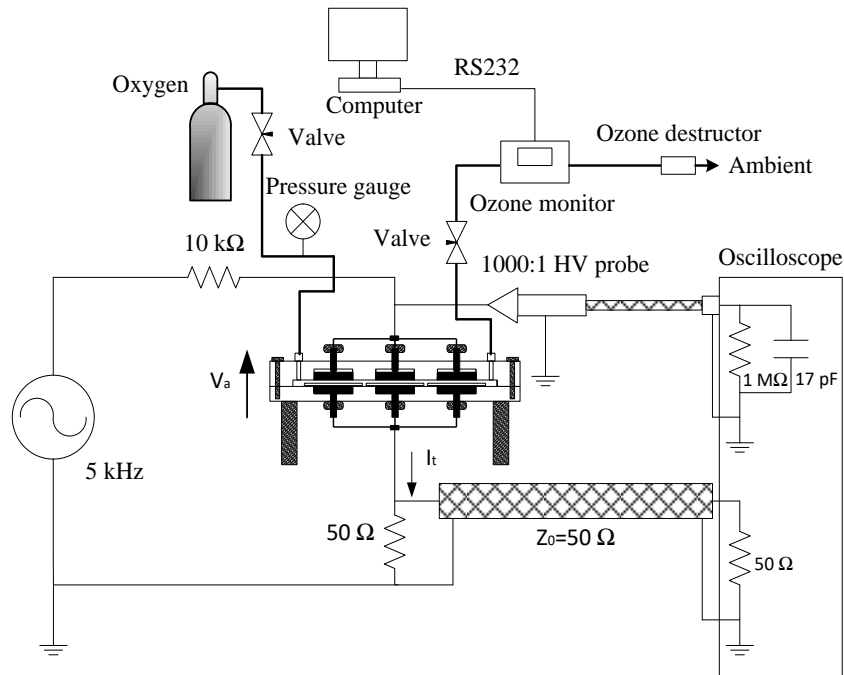 RS232
Oxygen
Computer
Valve
Ozone destructor
Ambient
Pressure gauge
Ozone monitor
Valve
10 kΩ
1000:1 HV probe
Oscilloscope
Va
1 MΩ
17 pF
5 kHz
It
50 Ω
Z0=50 Ω
50 Ω